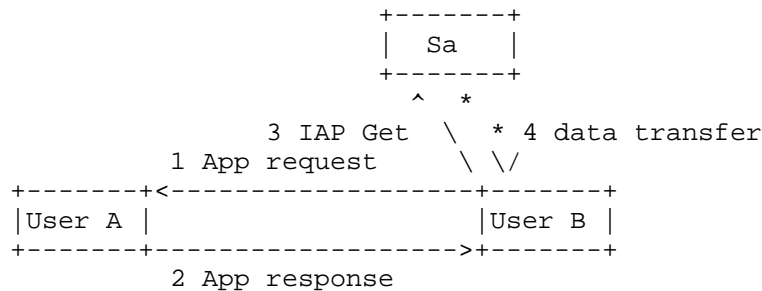 Sa
3 IAP Get
4 data transfer
1 App request
User A
User B
2 App response